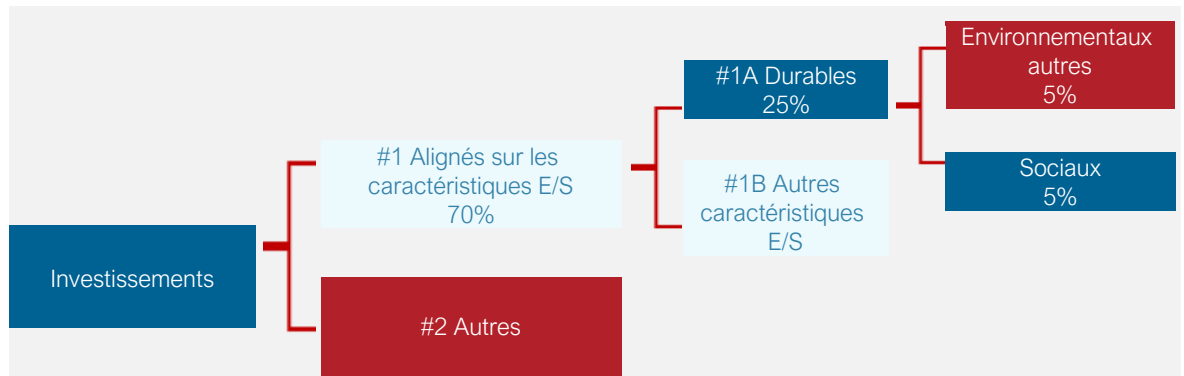 Investissements
#1 Alignés sur les
caractéristiques E/S
70%
#2 Autres
#1A Durables
25%
#1B Autres
caractéristiques
E/S
Environnementaux
autres
5%
Sociaux
5%